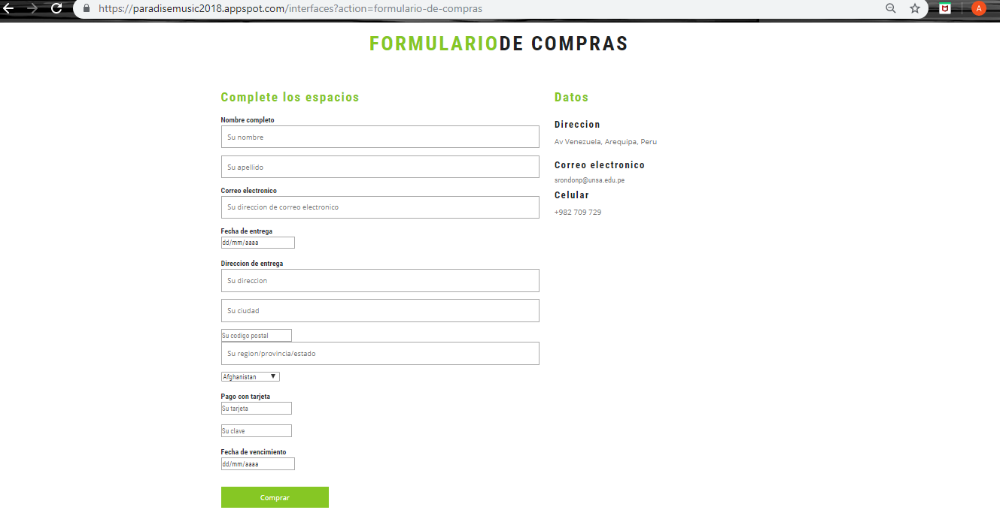 https://paradisemusic2018.appspot.com/interfaces?action=formulario-de-compras
A
FORMULARIODE COMPRAS
Complete los espacios
Nombre completo
Su nombre
Su apellido
Correo electronico
Su direccion de correo electronico
Fecha de entrega
dd/mm/aaaa
Direccion de entrega
Su direccion
Su ciudad
Su codigo postal
Su region/provincia/estado
Afghanistan
Pago con tarjeta
Su tarjeta
Su clave
Fecha de vencimiento
dd/mm/aaaa
Comprar
Datos
Direccion
Av Venezuela, Arequipa, Peru
Correo electronico
srondonp@unsa.edu.pe
Celular
+982 709 729